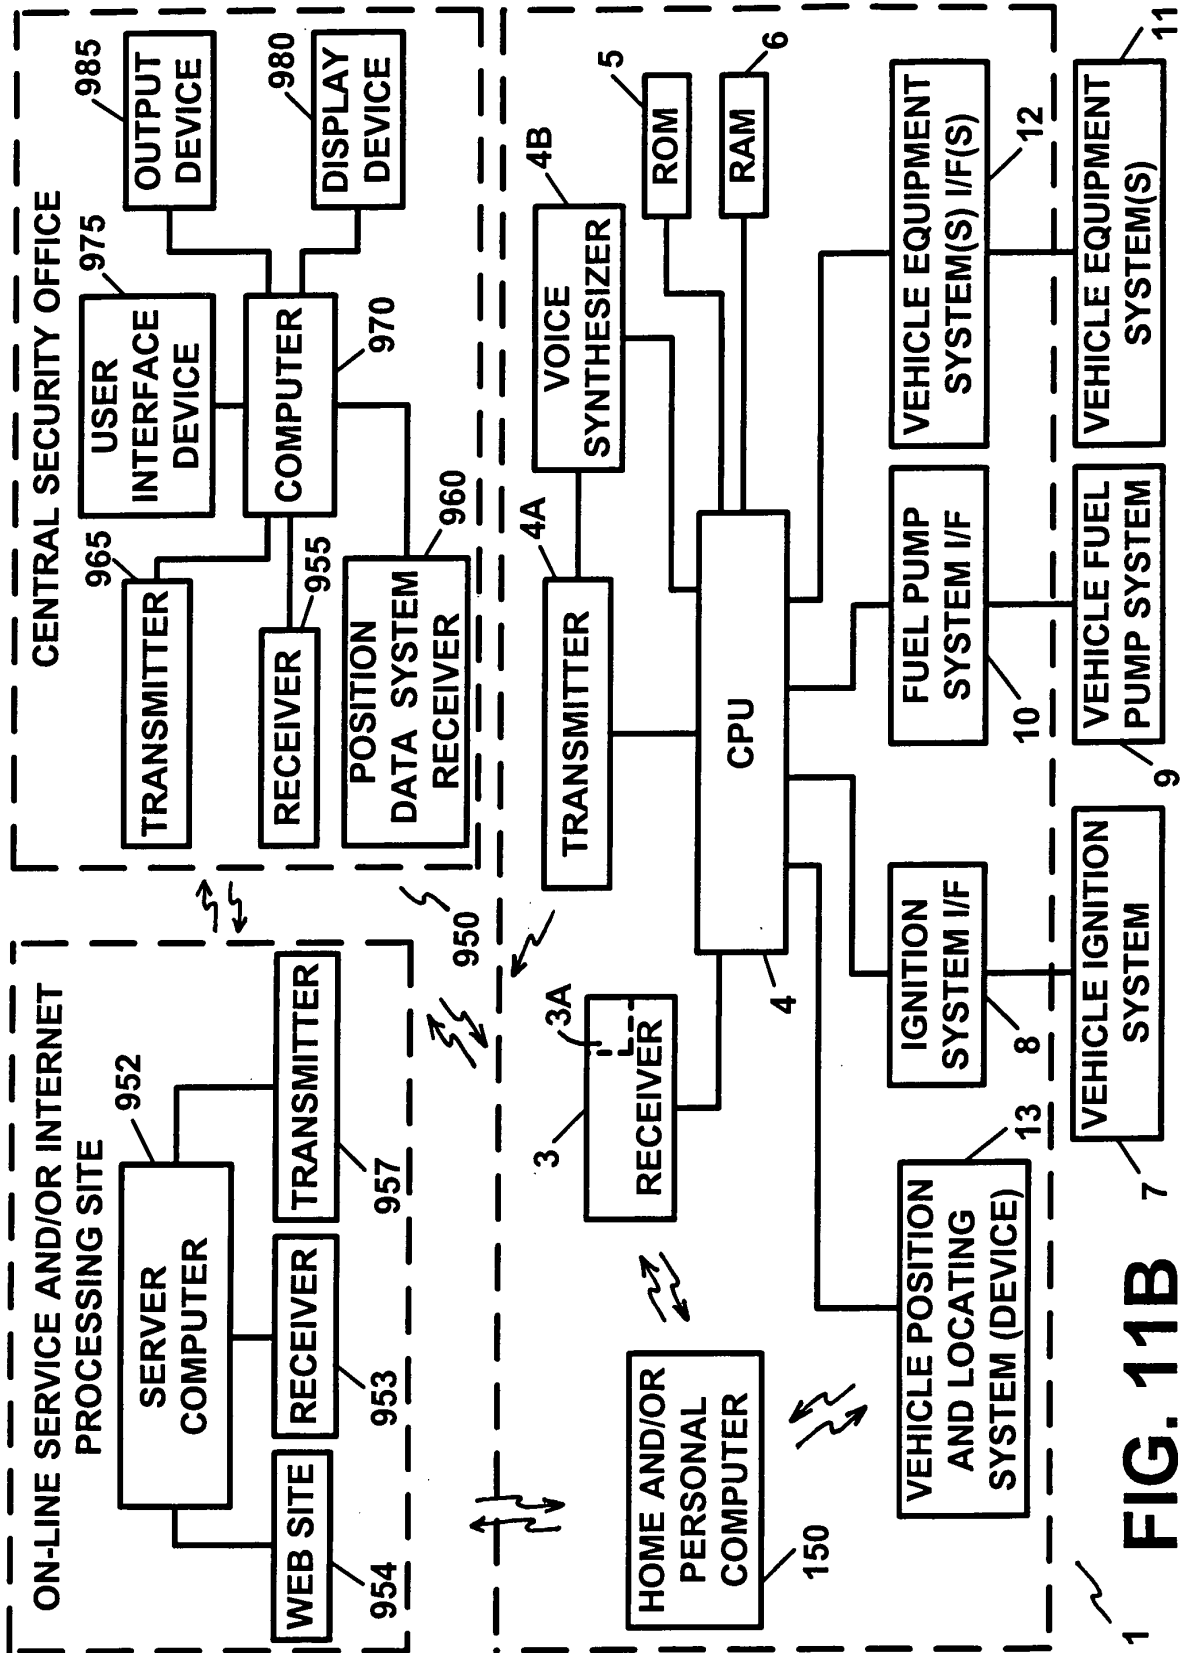 ON-LINE SERVICE AND/OR INTERNET
PROCESSING SITE
952
SERVER
COMPUTER
WEB SITE
954
RECEIVER
953
TRANSMITTER
957
CENTRAL SECURITY OFFICE
965
TRANSMITTER
975
USER
INTERFACE
DEVICE
985
OUTPUT
DEVICE
RECEIVER
955
COMPUTER
970
980
DISPLAY
DEVICE
POSITION
DATA SYSTEM
RECEIVER
960
950
3
3A
RECEIVER
4A
TRANSMITTER
4B
VOICE
SYNTHESIZER
5
ROM
6
RAM
HOME AND/OR
PERSONAL
COMPUTER
150
CPU
4
13
VEHICLE POSITION
AND LOCATING
SYSTEM (DEVICE)
IGNITION
SYSTEM I/F
8
FUEL PUMP
SYSTEM I/F
10
VEHICLE EQUIPMENT
SYSTEM(S) I/F(S)
12
VEHICLE IGNITION
SYSTEM
7
VEHICLE FUEL
PUMP SYSTEM
9
VEHICLE EQUIPMENT
SYSTEM(S)
11
1
FIG. 11B